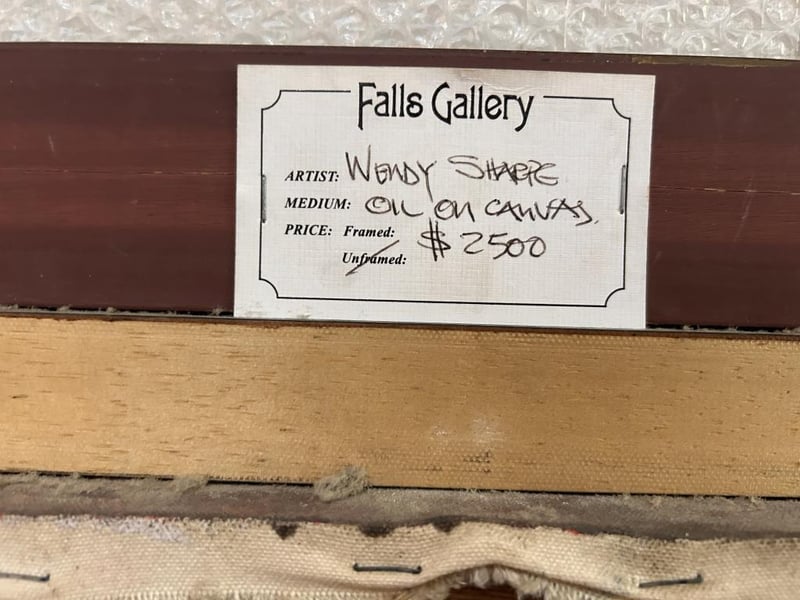 Falls Gallery
ARTIST: WENDY SHARPE
MEDIUM: OIL ON CANVAS.
PRICE: Framed: $2500
Unframed: